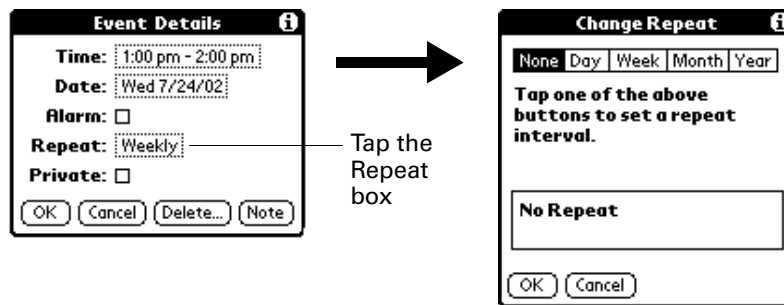 Event Details i
Time: 1:00 pm - 2:00 pm
Date: Wed 7/24/02
Alarm:
Repeat: Weekly
Private:
OK Cancel Delete... Note
Tap the
Repeat
box
Change Repeat i
None Day Week Month Year
Tap one of the above
buttons to set a repeat
interval.
No Repeat
OK Cancel